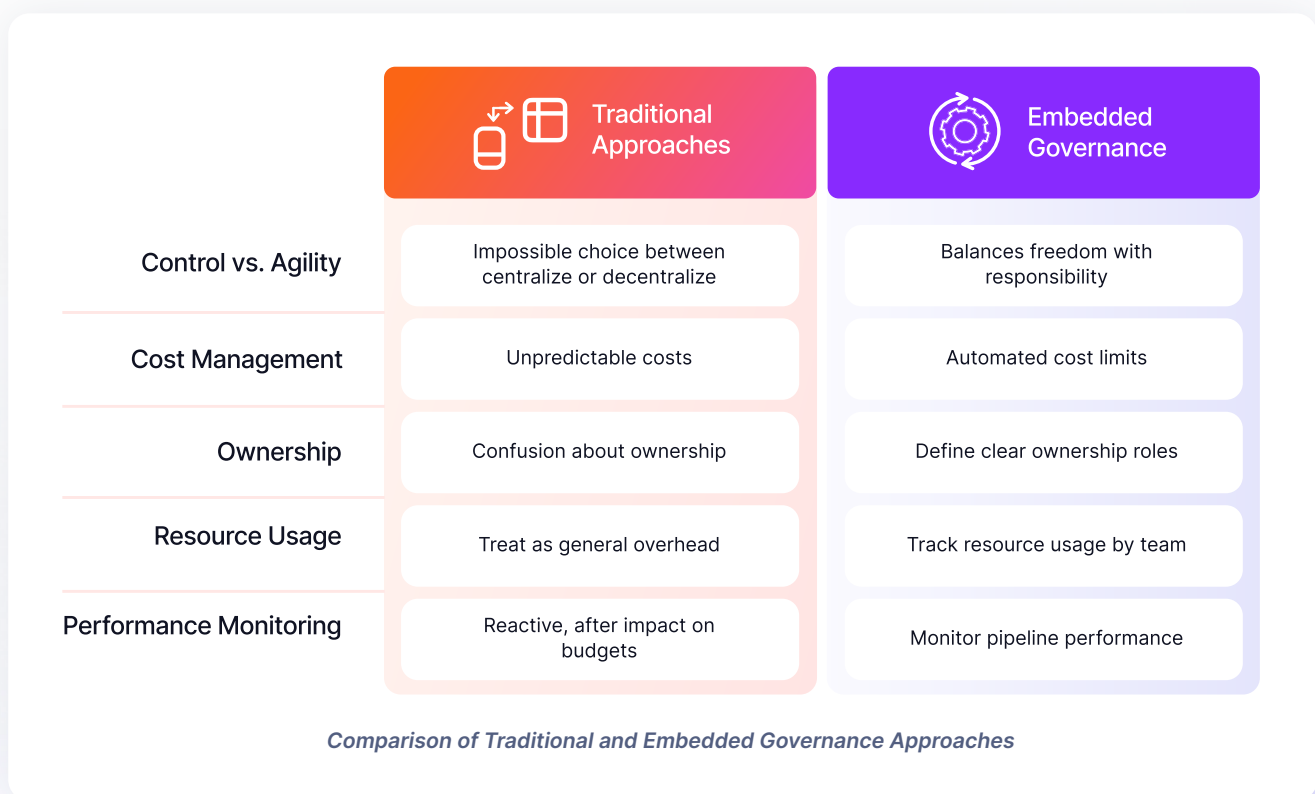 Traditional
Approaches
Embedded
Governance
Control vs. Agility
Impossible choice between
centralize or decentralize
Balances freedom with
responsibility
Cost Management
Unpredictable costs
Automated cost limits
Ownership
Confusion about ownership
Define clear ownership roles
Resource Usage
Treat as general overhead
Track resource usage by team
Performance Monitoring
Reactive, after impact on
budgets
Monitor pipeline performance
Comparison of Traditional and Embedded Governance Approaches